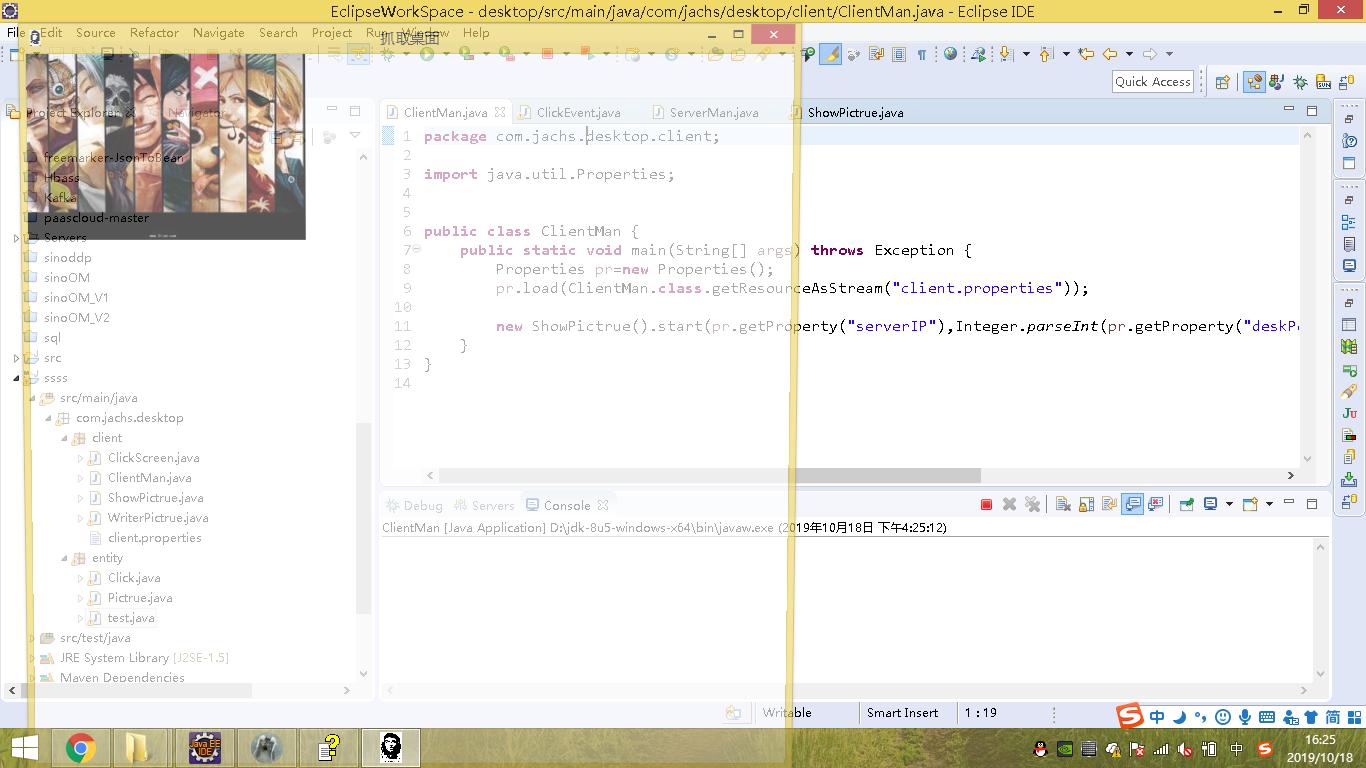 EclipseWorkSpace - desktop/src/main/java/com/jachs/desktop/client/ClientMan.java - Eclipse IDE
File Edit Source Refactor Navigate Search Project Run Window Help
抓取桌面
Quick Access
Project Explorer Navigator
freemarker-JsonToBean
Hbass
Kafka
paascloud-master
Servers
sinoddp
sinoOM
sinoOM_V1
sinoOM_V2
sql
src
ssss
src/main/java
com.jachs.desktop
client
ClickScreen.java
ClientMan.java
ShowPictrue.java
WriterPictrue.java
client.properties
entity
Click.java
Pictrue.java
test.java
src/test/java
JRE System Library [J2SE-1.5]
Maven Dependencies
ClientMan.java ClickEvent.java ServerMan.java ShowPictrue.java
1 package com.jachs.desktop.client;
2
3 import java.util.Properties;
4
5
6 public class ClientMan {
7 public static void main(String[] args) throws Exception {
8 Properties pr=new Properties();
9 pr.load(ClientMan.class.getResourceAsStream("client.properties"));
10
11 new ShowPictrue().start(pr.getProperty("serverIP"),Integer.parseInt(pr.getProperty("deskP
12 }
13 }
14
Debug Servers Console
ClientMan [Java Application] D:\jdk-8u5-windows-x64\bin\javaw.exe (2019年10月18日 下午4:25:12)
Writable Smart Insert 1 : 19
中 简
Java EE IDE
中
16:25
2019/10/18